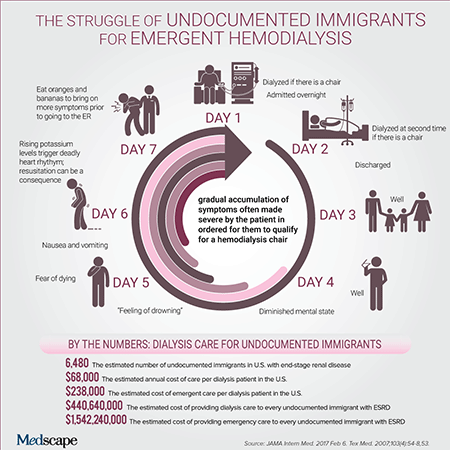 THE STRUGGLE OF UNDOCUMENTED IMMIGRANTS
FOR EMERGENT HEMODIALYSIS
Eat oranges and
bananas to bring on
more symptoms prior
to going to the ER
Dialyzed if there is a chair
Admitted overnight
DAY 1
Dialyzed at second time
if there is a chair
DAY 2
Discharged
DAY 7
Rising potassium
levels trigger deadly
heart rhythym;
resusitation can be a
consequence
gradual accumulation of
symptoms often made
severe by the patient in
ordered for them to qualify
for a hemodialysis chair
Well
DAY 3
DAY 6
Nausea and vomiting
Fear of dying
DAY 5
"Feeling of drowning"
DAY 4
Diminished mental state
Well
BY THE NUMBERS: DIALYSIS CARE FOR UNDOCUMENTED IMMIGRANTS
6,480 The estimated number of undocumented immigrants in U.S. with end-stage renal disease
$68,000 The estimated annual cost of care per dialysis patient in the U.S.
$238,000 The estimated cost of emergent care per dialysis patient in the U.S.
$440,640,000 The estimated cost of providing dialysis care to every undocumented immigrant with ESRD
$1,542,240,000 The estimated cost of providing emergency care to every undocumented immigrant with ESRD
Medscape
Source: JAMA Intern Med. 2017 Feb 6. Tex Med. 2007;103(4):54-8,53.